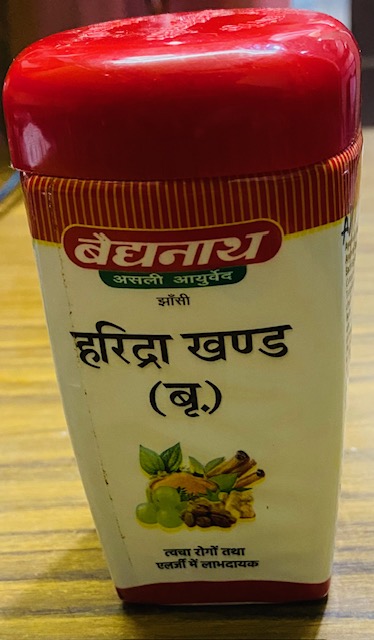 बैद्यनाथ
असली आयुर्वेद
झाँसी
हरिद्रा खण्ड
(बृ.)
त्वचा रोगों तथा
एलर्जी में लाभदायक